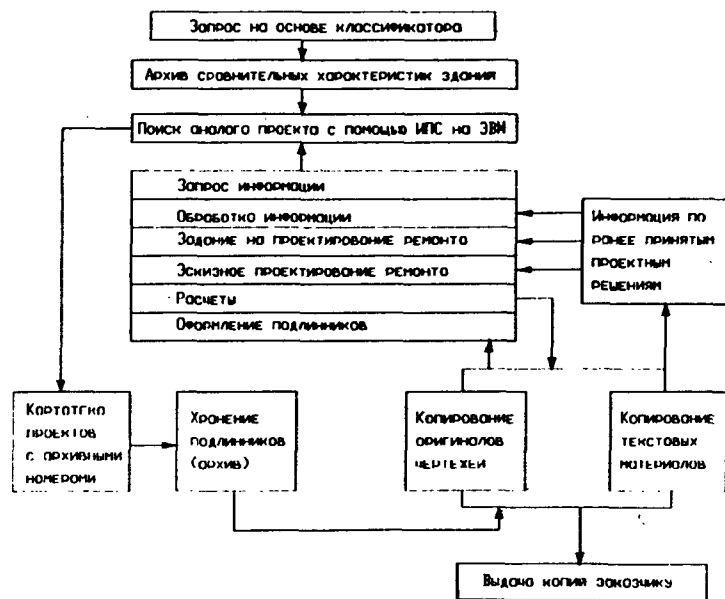 Запрос на основе классификатора
Архив сравнительных характеристик здания
Поиск аналога проекта с помощью ИПС на ЭВМ
Запрос информации
Обработка информации
Задание на проектирование ремонта
Эскизное проектирование ремонта
Расчеты
Оформление подлинников
Информация по
ранее принятым
проектным
решениям
Картотека
проектов
с архивными
номерами
Хранение
подлинников
(архив)
Копирование
оригиналов
чертежей
Копирование
текстовых
материалов
Выдача копий заказчику